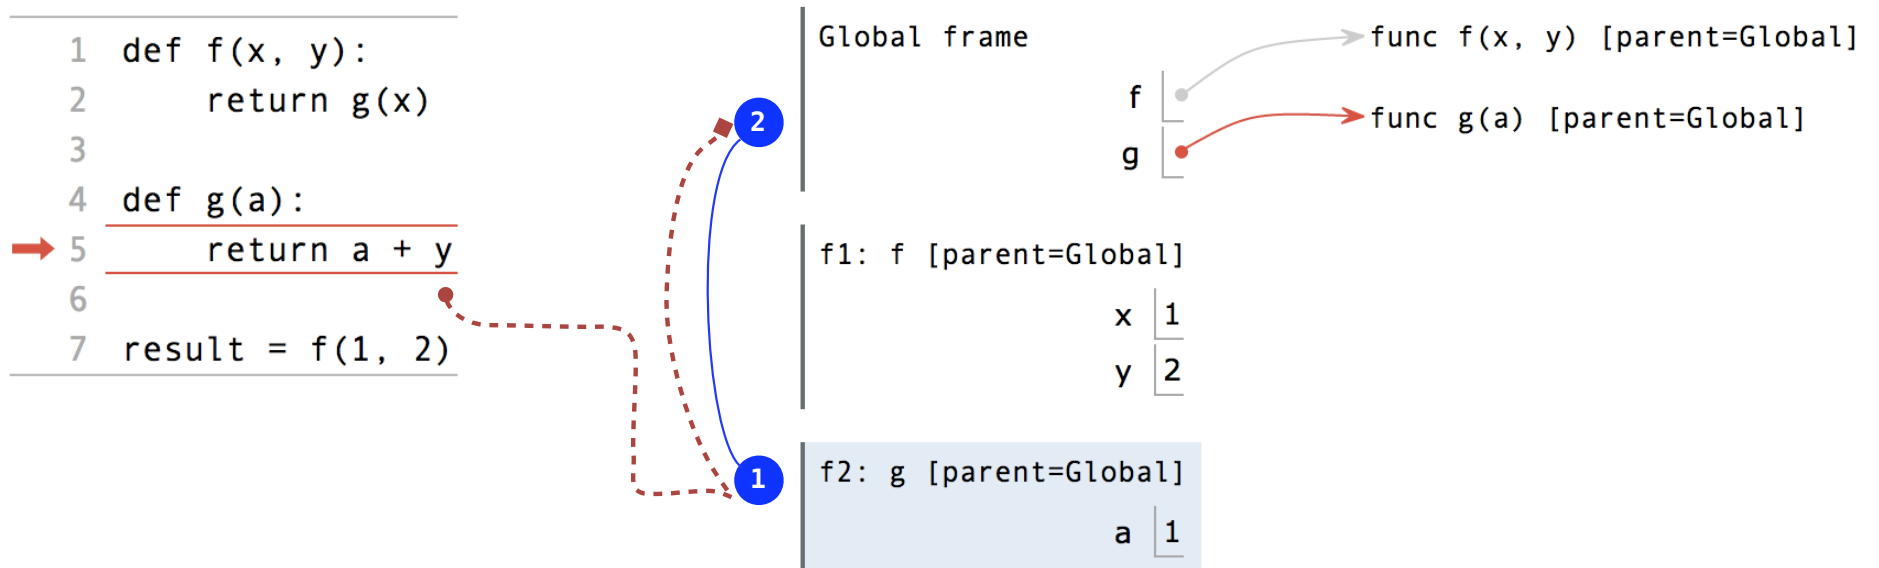 1 def f(x, y):
2 return g(x)
3
4 def g(a):
5 return a + y
6
7 result = f(1, 2)
2
1
Global frame
f
g
func f(x, y) [parent=Global]
func g(a) [parent=Global]
f1: f [parent=Global]
x 1
y 2
f2: g [parent=Global]
a 1